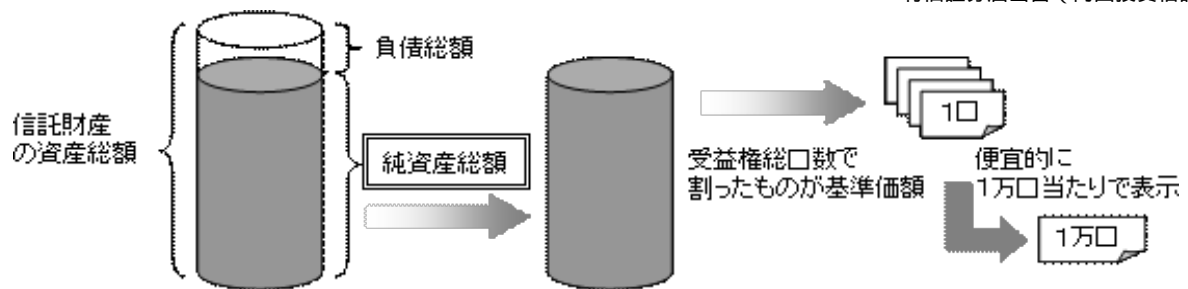 負債総額
信託財産
の資産総額
純資産総額
1口
受益権総口数で
割ったものが基準価額
便宜的に
1万口当たりで表示
1万口